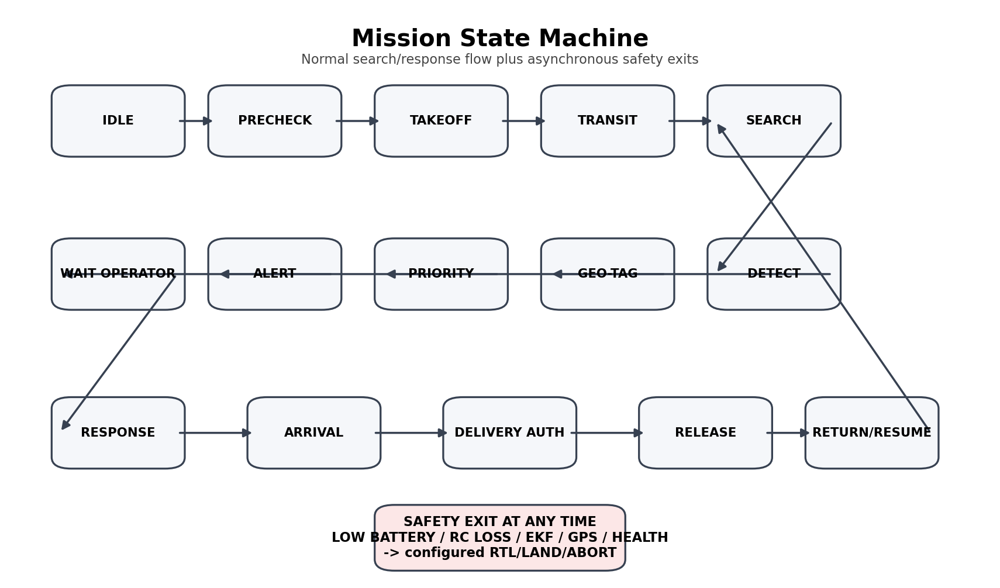 Mission State Machine
Normal search/response flow plus asynchronous safety exits
IDLE
PRECHECK
TAKEOFF
TRANSIT
SEARCH
WAIT OPERATOR
ALERT
PRIORITY
GEO-TAG
DETECT
RESPONSE
ARRIVAL
DELIVERY AUTH
RELEASE
RETURN/RESUME
SAFETY EXIT AT ANY TIME
LOW BATTERY / RC LOSS / EKF / GPS / HEALTH
-> configured RTL/LAND/ABORT